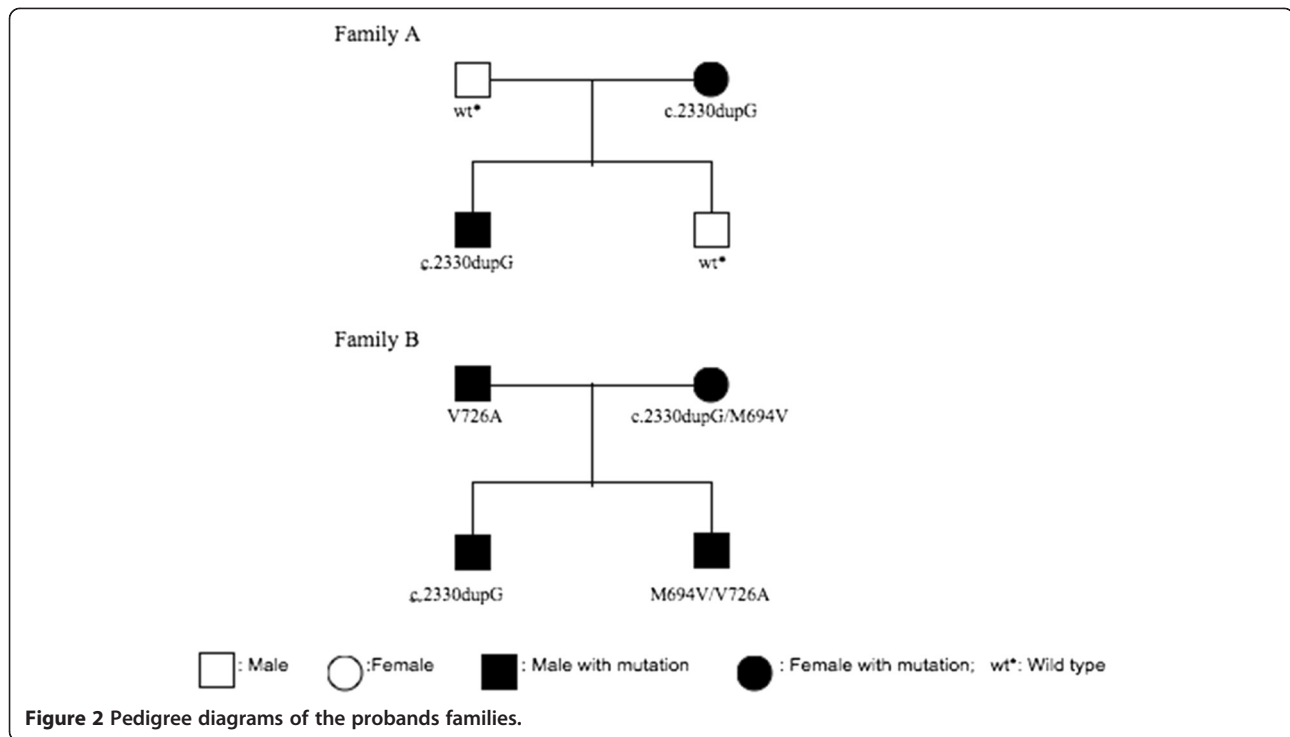 Family A
wt*
c.2330dupG
c.2330dupG
wt*
Family B
V726A
c.2330dupG/M694V
c.2330dupG
M694V/V726A
: Male :Female : Male with mutation : Female with mutation; wt*: Wild type
Figure 2 Pedigree diagrams of the probands families.